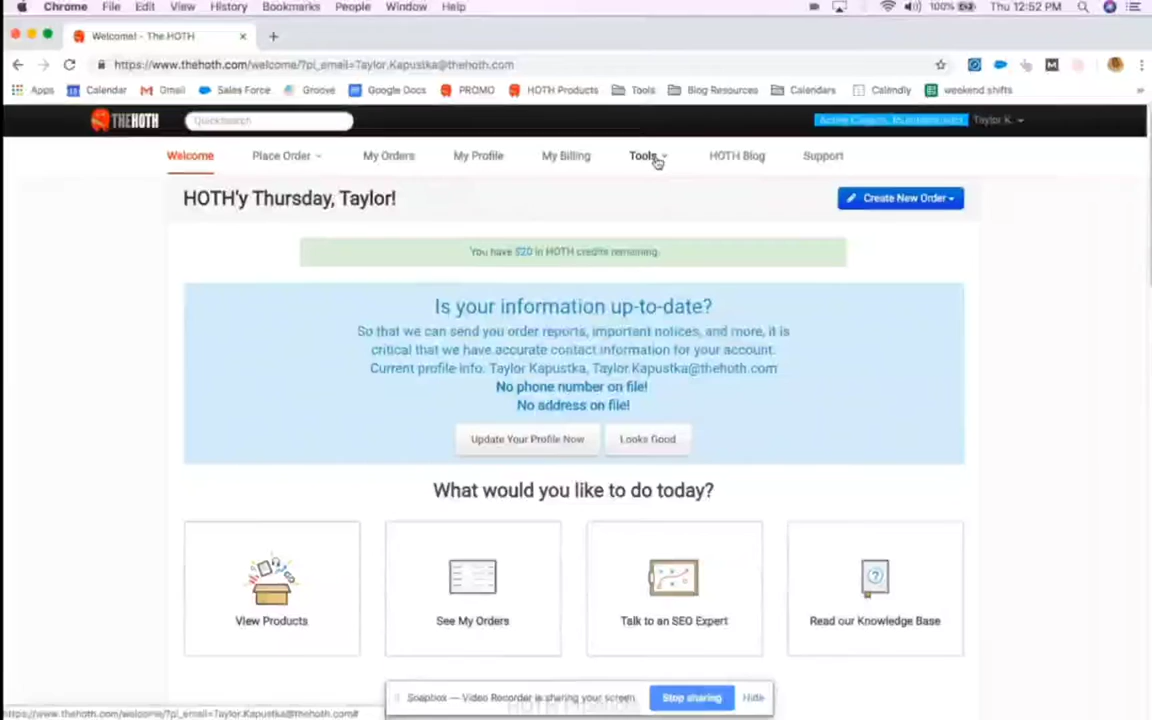 Chrome File Edit View History Bookmarks People Window Help 100% Thu 12:52 PM
Welcome! - The HOTH
https://www.thehoth.com/welcome/?pi_email=Taylor.Kapustka@thehoth.com
Apps Calendar Gmail Sales Force Groove Google Docs PROMO HOTH Products Tools Blog Resources Calendars Calendly weekend shifts
THEHOTH Quicksearch Taylor K.
Welcome Place Order My Orders My Profile My Billing Tools HOTH Blog Support
HOTH'y Thursday, Taylor! Create New Order
You have $20 in HOTH credits remaining.
Is your information up-to-date?
So that we can send you order reports, important notices, and more, it is
critical that we have accurate contact information for your account.
Current profile info. Taylor Kapustka, Taylor.Kapustka@thehoth.com
No phone number on file!
No address on file!
Update Your Profile Now Looks Good
What would you like to do today?
View Products See My Orders Talk to an SEO Expert Read our Knowledge Base
Soapbox — Video Recorder is sharing your screen. Stop sharing Hide
https://www.thehoth.com/welcome/?pi_email=Taylor.Kapustka@thehoth.com#